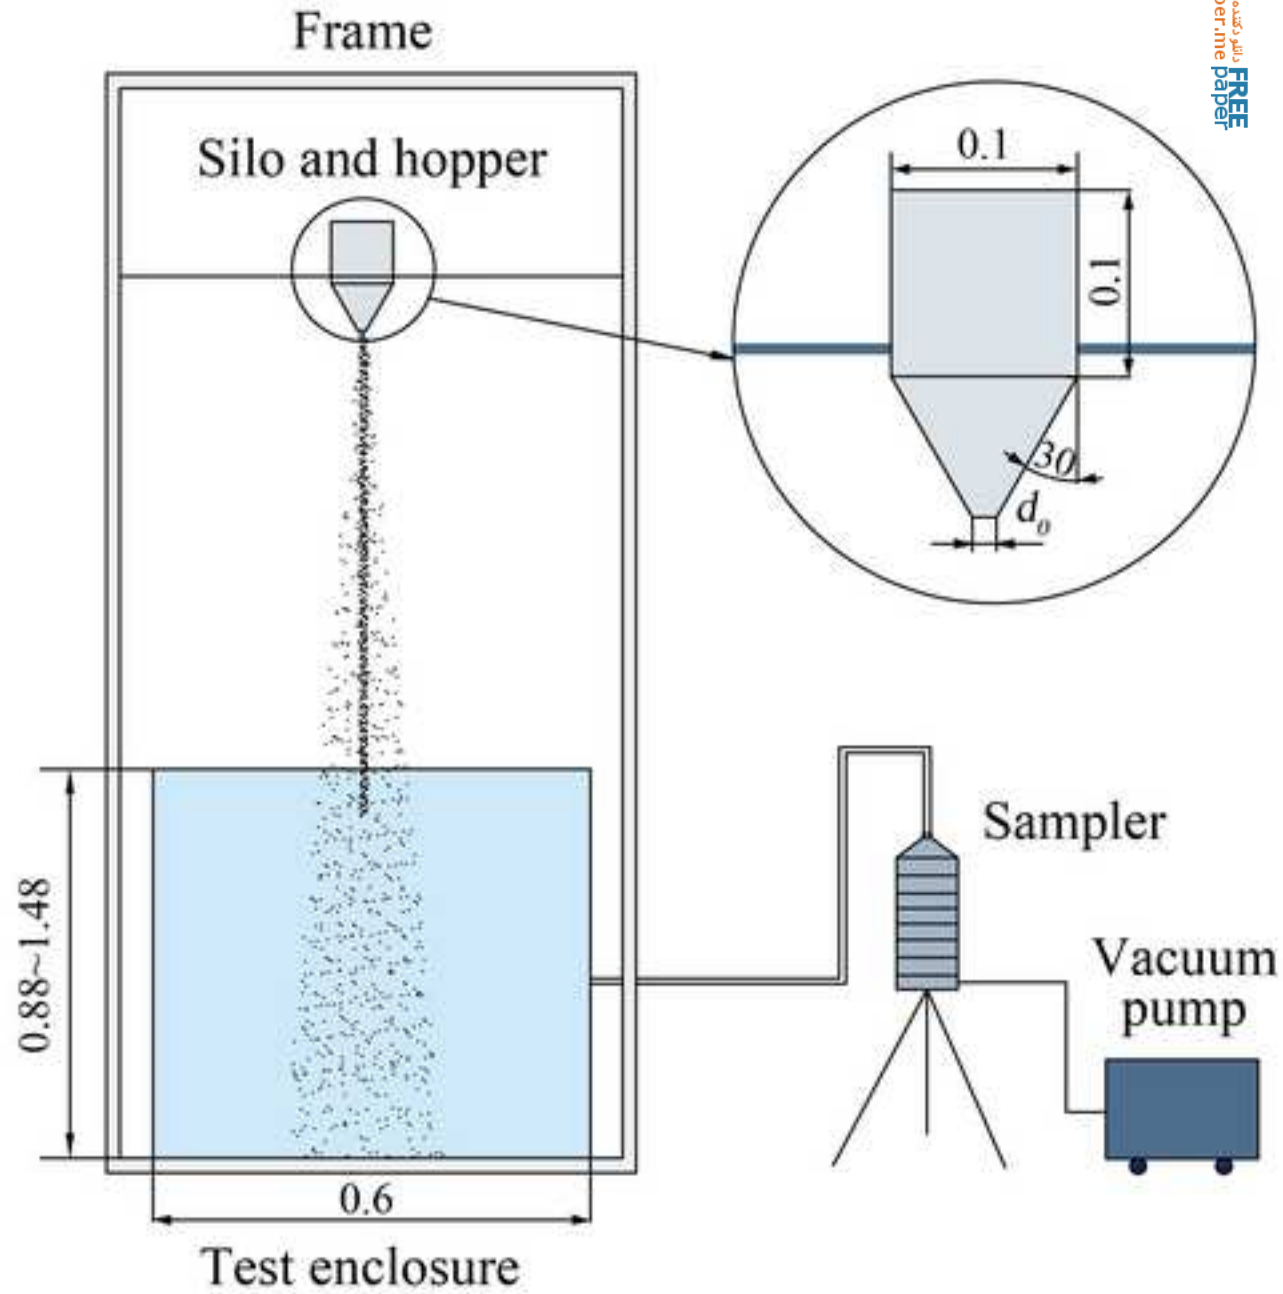 Frame
Silo and hopper
0.1
0.1
30
d₀
0.88~1.48
0.6
Test enclosure
Sampler
Vacuum
pump
FREE
paper